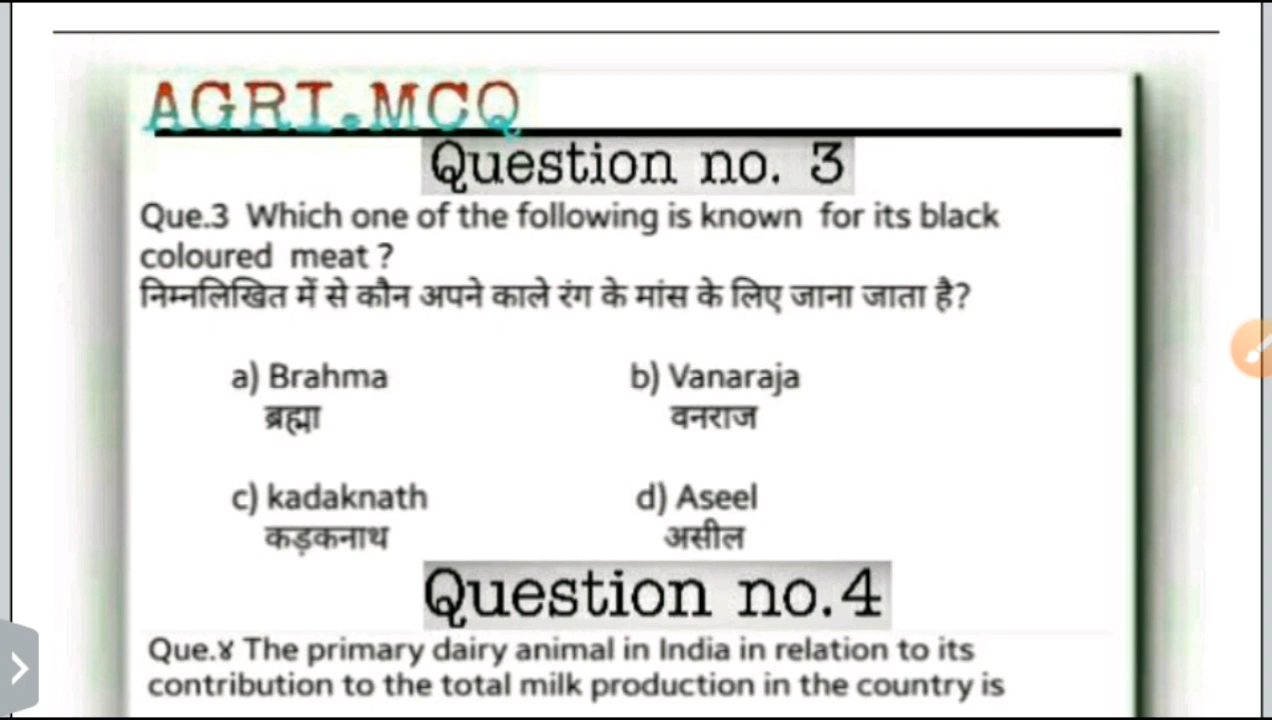 AGRI.MCQ
Question no. 3
Que.3 Which one of the following is known for its black
coloured meat ?
निम्नलिखित में से कौन अपने काले रंग के मांस के लिए जाना जाता है?
a) Brahma
b) Vanaraja
ब्रह्मा
वनराज
c) kadaknath
d) Aseel
कड़कनाथ
असील
Question no.4
Que.४ The primary dairy animal in India in relation to its
contribution to the total milk production in the country is